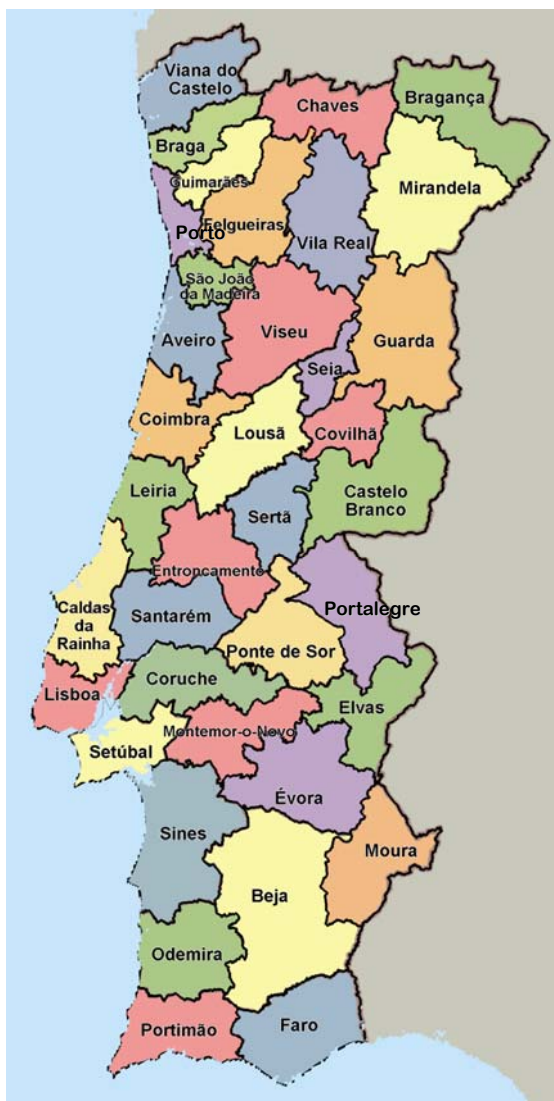 Viana do
Castelo
Chaves
Bragança
Braga
Guimarães
Mirandela
Porto
Felgueiras
Vila Real
São João
da Madeira
Aveiro
Viseu
Guarda
Seia
Coimbra
Lousã
Covilhã
Leiria
Castelo
Branco
Sertã
Entroncamento
Caldas
da
Rainha
Santarém
Portalegre
Ponte de Sor
Lisboa
Coruche
Elvas
Setúbal
Montemor-o-Novo
Évora
Sines
Moura
Beja
Odemira
Portimão
Faro